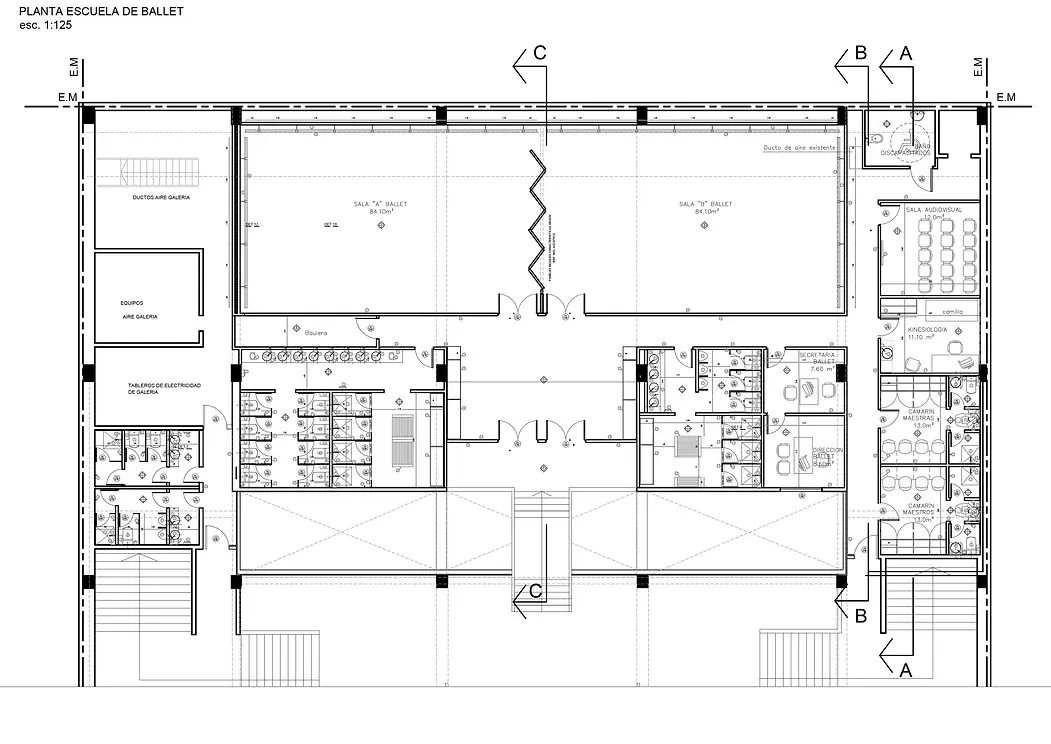 PLANTA ESCUELA DE BALLET
esc. 1:125
C
B
A
E.M
E.M
E.M
E.M
Ducto de aire existente
BAÑO
DISCAPACITADOS
DUCTOS AIRE GALERIA
SALA "A" BALLET
84.10m²
SALA "B" BALLET
84.10m²
SALA AUDIOVISUAL
12.0m²
EQUIPOS
AIRE GALERIA
Baulera
camilla
KINESIOLOGIA
11.10 m²
TABLEROS DE ELECTRICIDAD
DE GALERIA
SECRETARIA
BALLET
7.60 m²
CAMARIN
MAESTROS
13.0m²
DIRECCION
BALLET
8.60m²
CAMARIN
MAESTROS
13.0m²
C
B
A